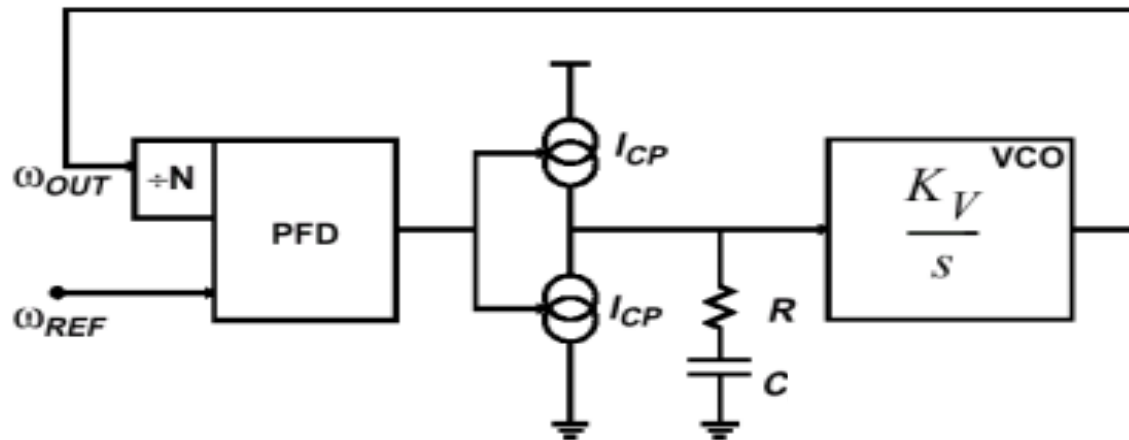 I_CP
VCO
ω_OUT
÷N
K_V
s
PFD
ω_REF
I_CP
R
C